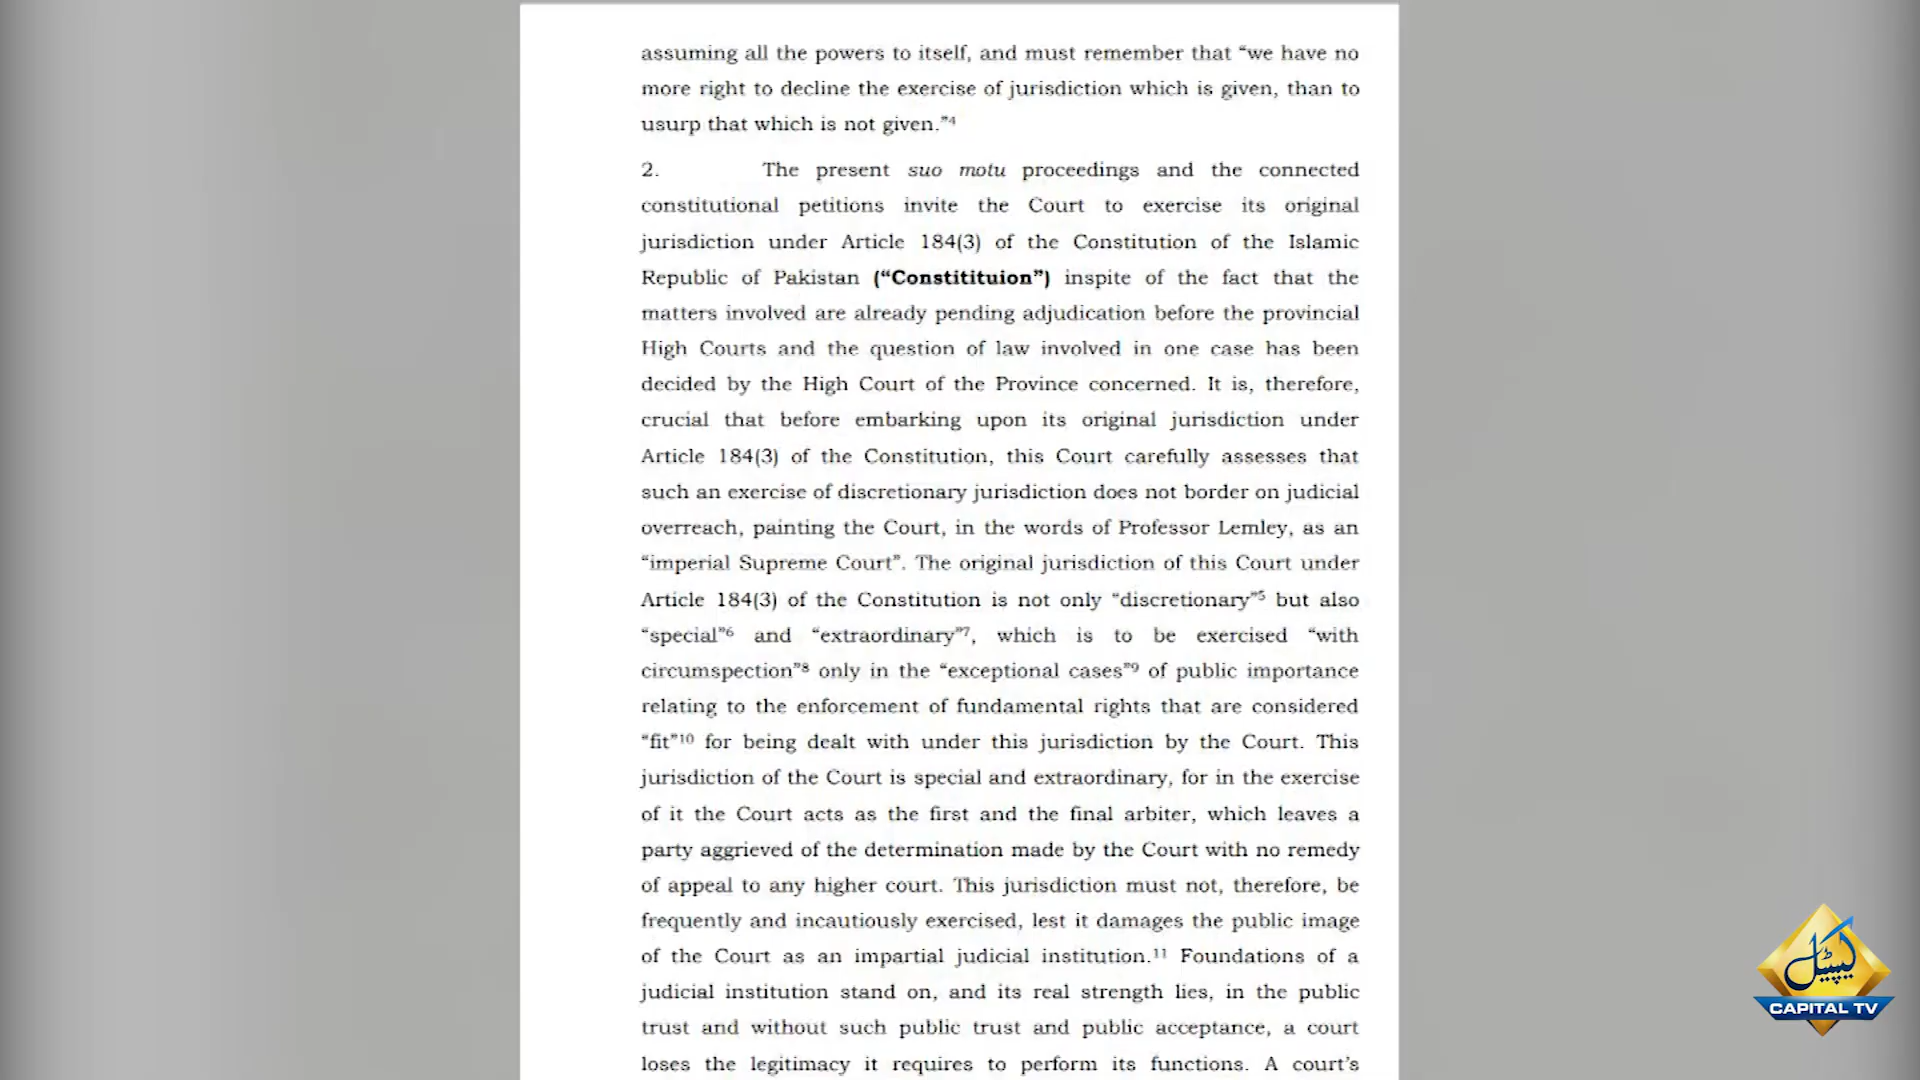 assuming all the powers to itself, and must remember that “we have no
more right to decline the exercise of jurisdiction which is given, than to
usurp that which is not given.”4
2. The present suo motu proceedings and the connected
constitutional petitions invite the Court to exercise its original
jurisdiction under Article 184(3) of the Constitution of the Islamic
Republic of Pakistan (“Constitituion”) inspite of the fact that the
matters involved are already pending adjudication before the provincial
High Courts and the question of law involved in one case has been
decided by the High Court of the Province concerned. It is, therefore,
crucial that before embarking upon its original jurisdiction under
Article 184(3) of the Constitution, this Court carefully assesses that
such an exercise of discretionary jurisdiction does not border on judicial
overreach, painting the Court, in the words of Professor Lemley, as an
“imperial Supreme Court”. The original jurisdiction of this Court under
Article 184(3) of the Constitution is not only “discretionary”5 but also
“special”6 and “extraordinary”7, which is to be exercised “with
circumspection”8 only in the “exceptional cases”9 of public importance
relating to the enforcement of fundamental rights that are considered
“fit”10 for being dealt with under this jurisdiction by the Court. This
jurisdiction of the Court is special and extraordinary, for in the exercise
of it the Court acts as the first and the final arbiter, which leaves a
party aggrieved of the determination made by the Court with no remedy
of appeal to any higher court. This jurisdiction must not, therefore, be
frequently and incautiously exercised, lest it damages the public image
of the Court as an impartial judicial institution.11 Foundations of a
judicial institution stand on, and its real strength lies, in the public
trust and without such public trust and public acceptance, a court
loses the legitimacy it requires to perform its functions. A court’s
کیپیٹل
CAPITAL TV